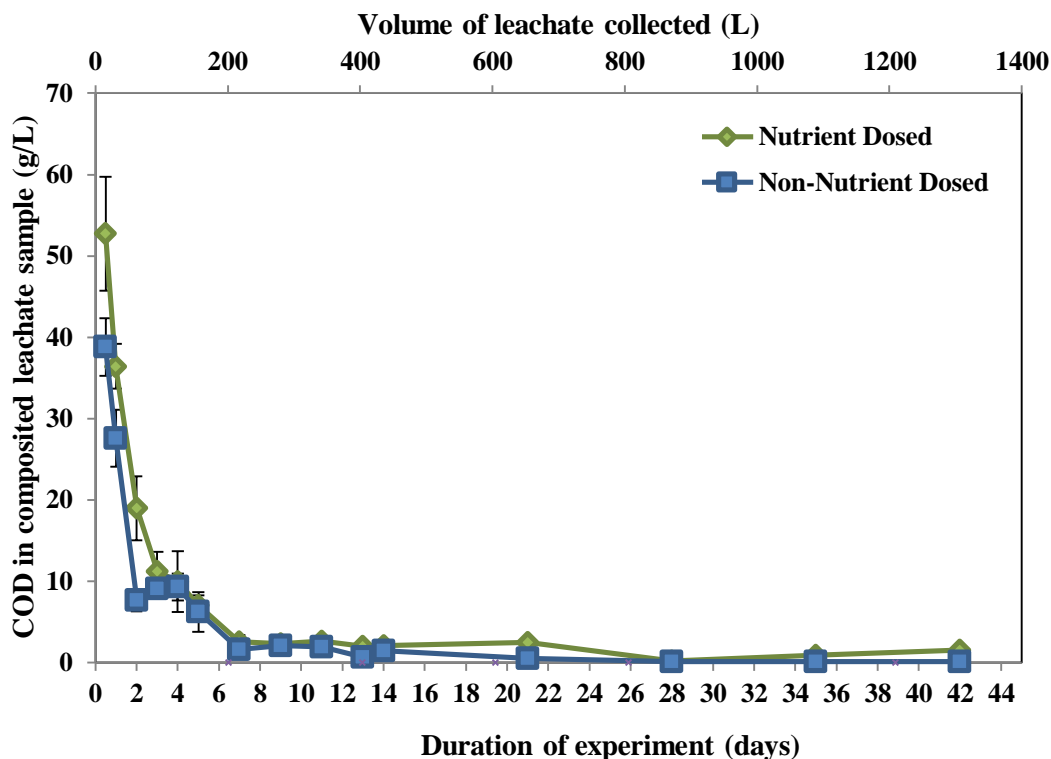 Volume of leachate collected (L)
0 200 400 600 800 1000 1200 1400
COD in composited leachate sample (g/L)
70
60
50
40
30
20
10
0
Nutrient Dosed
Non-Nutrient Dosed
0 2 4 6 8 10 12 14 16 18 20 22 24 26 28 30 32 34 36 38 40 42 44
Duration of experiment (days)